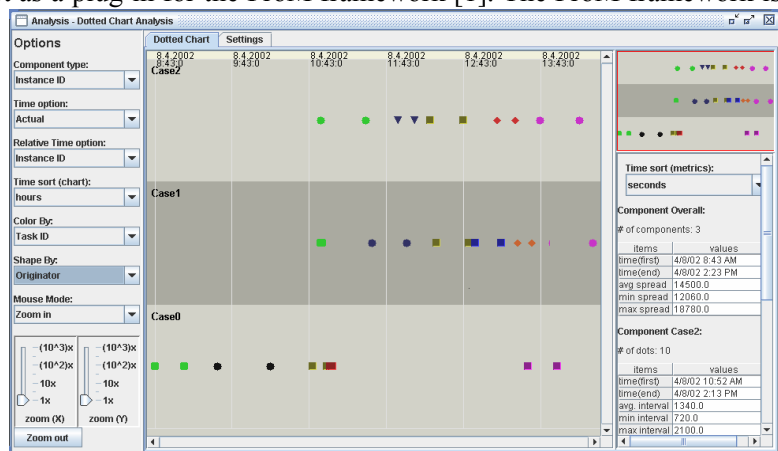 t as a plug-in for the ProM framework [1]. The ProM framework is
Analysis - Dotted Chart Analysis
Options
Component type:
Instance ID
Time option:
Actual
Relative Time option:
Instance ID
Time sort (chart):
hours
Color By:
Task ID
Shape By:
Originator
Mouse Mode:
Zoom in
(10^3)x (10^3)x
(10^2)x (10^2)x
10x 10x
1x 1x
zoom (X) zoom (Y)
Zoom out
Dotted Chart Settings
8.4.2002 8.4.2002 8.4.2002 8.4.2002 8.4.2002 8.4.2002
8:43:0 9:43:0 10:43:0 11:43:0 12:43:0 13:43:0
Case2
Case1
Case0
Time sort (metrics):
seconds
Component Overall:
# of components: 3
items values
time(first) 4/8/02 8:43 AM
time(end) 4/8/02 2:23 PM
avg spread 14500.0
min spread 12060.0
max spread 18780.0
Component Case2:
# of dots: 10
items values
time(first) 4/8/02 10:52 AM
time(end) 4/8/02 2:13 PM
avg. interval 1340.0
min interval 720.0
max interval 2100.0